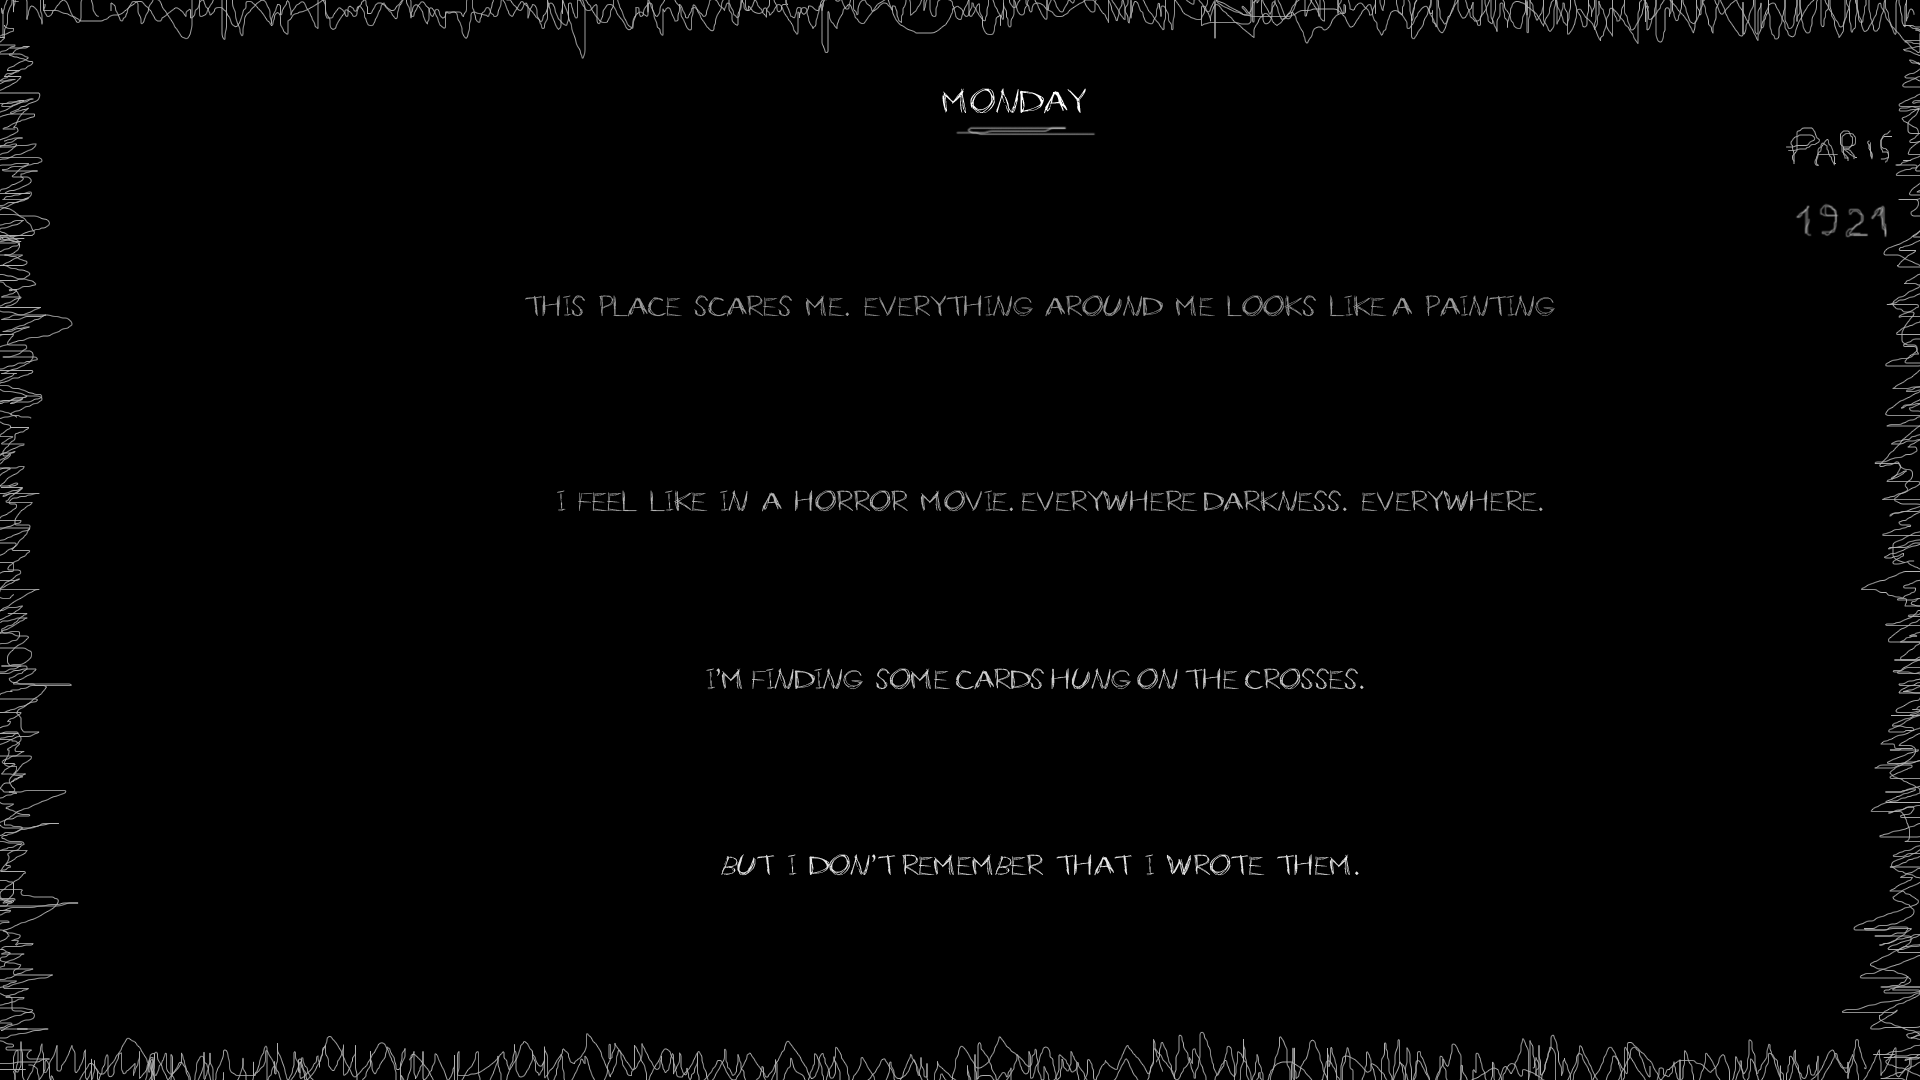 MONDAY
PARIS
1921
THIS PLACE SCARES ME. EVERYTHING AROUND ME LOOKS LIKE A PAINTING
I FEEL LIKE IN A HORROR MOVIE. EVERYWHERE DARKNESS. EVERYWHERE.
I'M FINDING SOME CARDS HUNG ON THE CROSSES.
BUT I DON'T REMEMBER THAT I WROTE THEM.